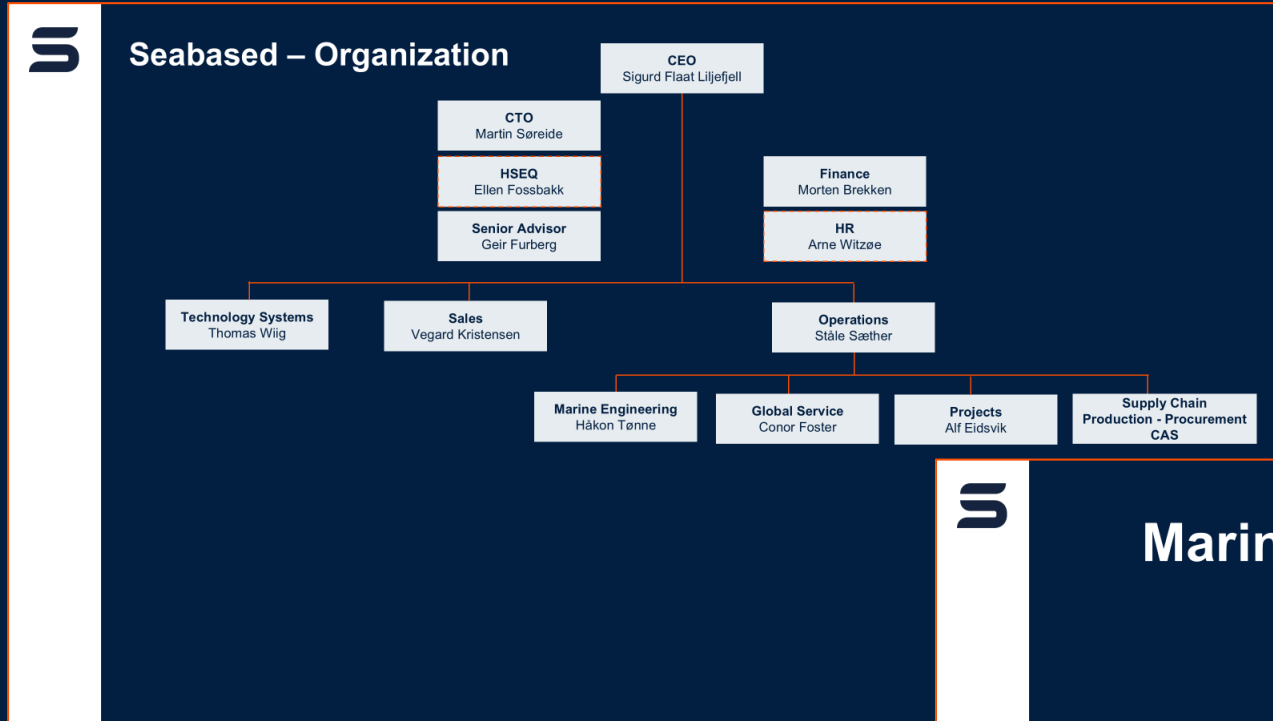 Seabased – Organization
CEO
Sigurd Flaat Liljefjell
CTO
Martin Søreide
HSEQ
Ellen Fossbakk
Finance
Morten Brekken
Senior Advisor
Geir Furberg
HR
Arne Witzøe
Technology Systems
Thomas Wiig
Sales
Vegard Kristensen
Operations
Ståle Sæther
Marine Engineering
Håkon Tønne
Global Service
Conor Foster
Projects
Alf Eidsvik
Supply Chain
Production - Procurement
CAS